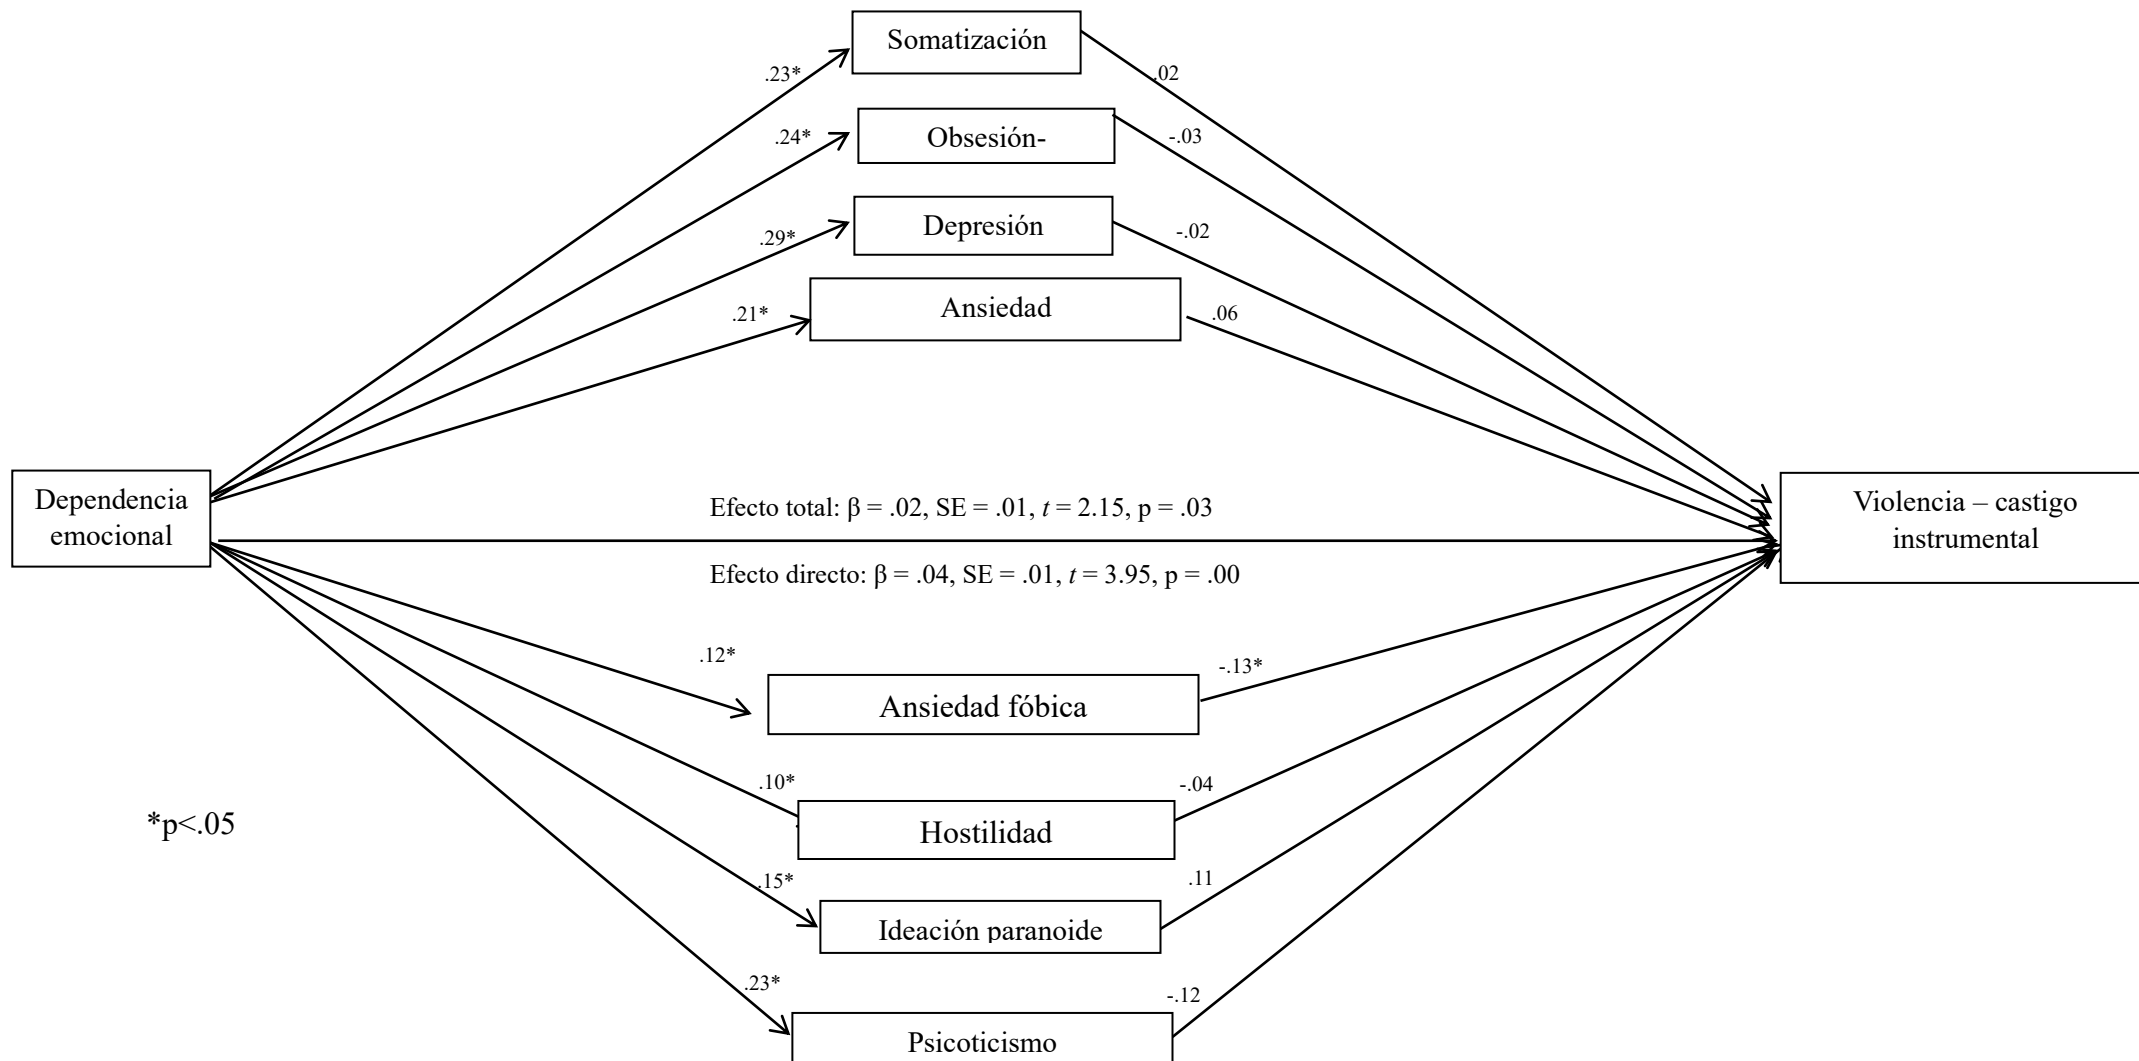 Somatización
.23*
.02
.24*
Obsesión-
-.03
.29*
Depresión
-.02
.21*
Ansiedad
.06
Dependencia
emocional
Efecto total: β = .02, SE = .01, t = 2.15, p = .03
Efecto directo: β = .04, SE = .01, t = 3.95, p = .00
Violencia – castigo
instrumental
.12*
Ansiedad fóbica
-.13*
.10*
Hostilidad
-.04
*p<.05
.15*
Ideación paranoide
.11
.23*
Psicoticismo
-.12